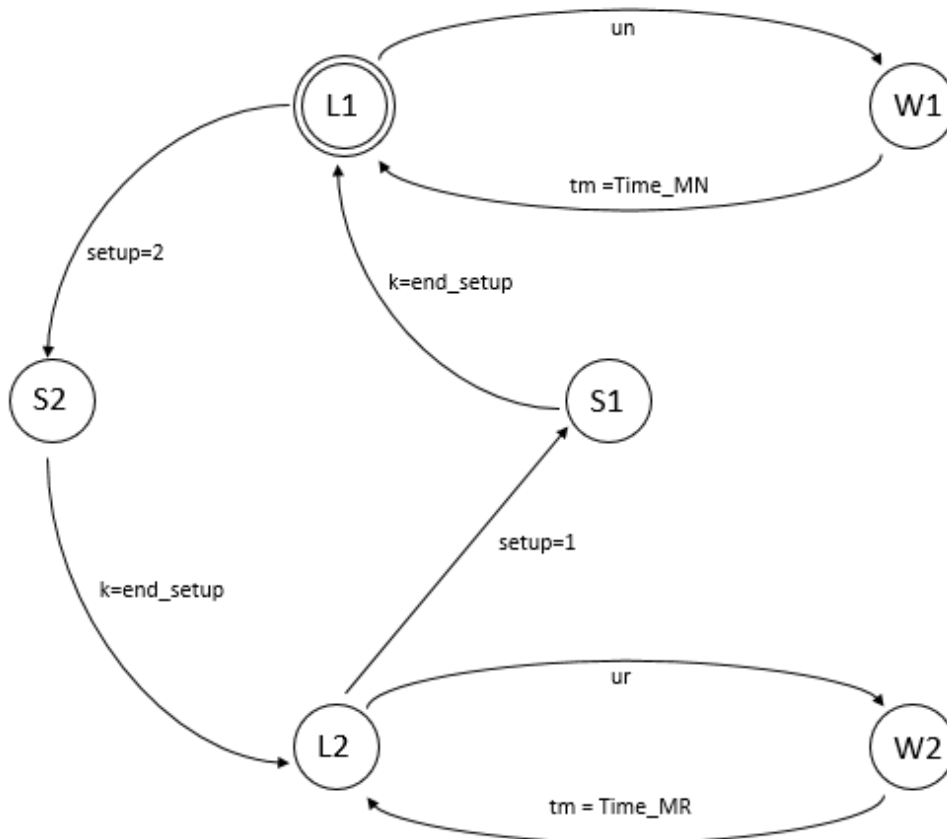 un
L1
W1
tm =Time_MN
setup=2
k=end_setup
S2
S1
setup=1
k=end_setup
ur
L2
W2
tm = Time_MR